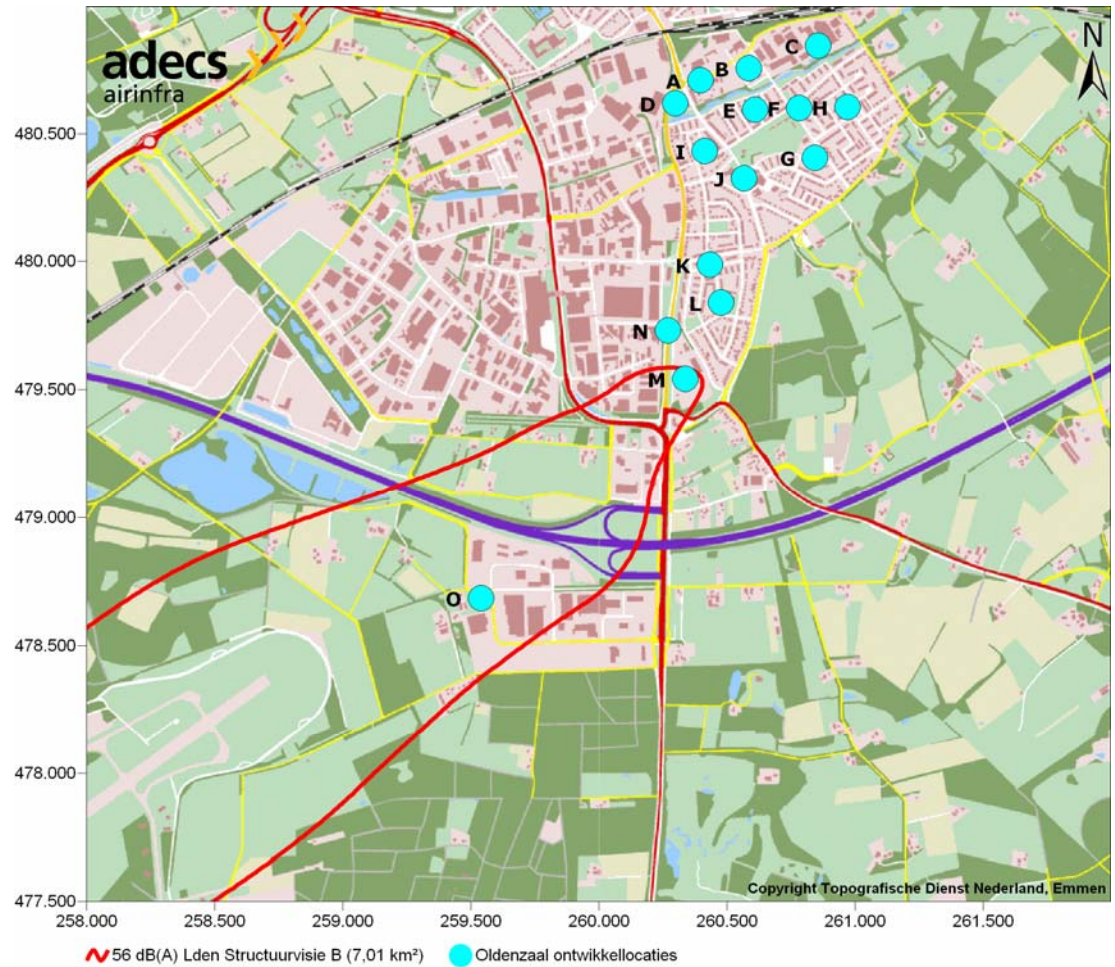 adecs
airinfra
N
C
B
A
D
E
F
H
I
G
J
K
L
N
M
O
480.500
480.000
479.500
479.000
478.500
478.000
477.500
258.000
258.500
259.000
259.500
260.000
260.500
261.000
261.500
Copyright Topografische Dienst Nederland, Emmen
56 dB(A) Lden Structuurvisie B (7,01 km²)
Oldenzaal ontwikkellocaties